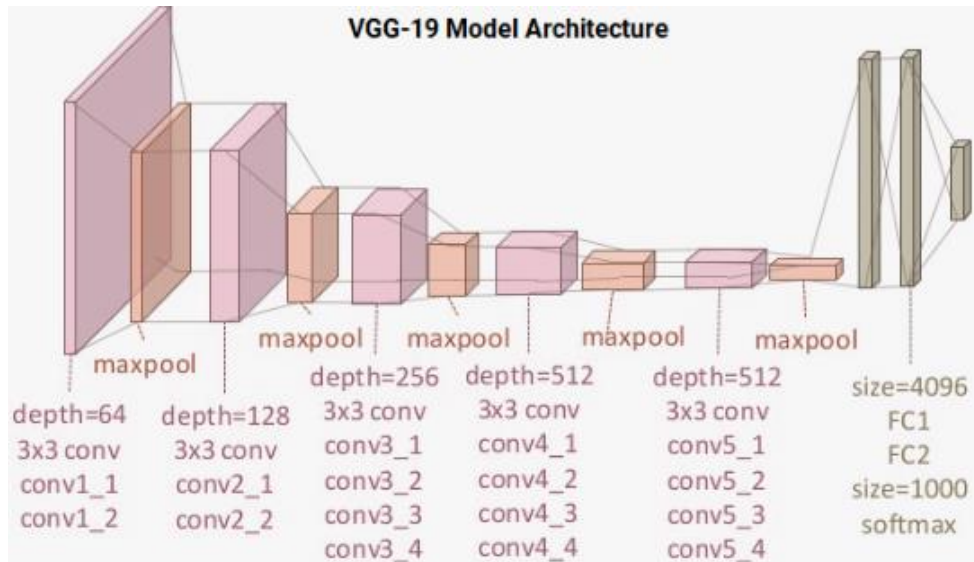 VGG-19 Model Architecture
maxpool
maxpool
maxpool
maxpool
maxpool
depth=64
3x3 conv
conv1_1
conv1_2
depth=128
3x3 conv
conv2_1
conv2_2
depth=256
3x3 conv
conv3_1
conv3_2
conv3_3
conv3_4
depth=512
3x3 conv
conv4_1
conv4_2
conv4_3
conv4_4
depth=512
3x3 conv
conv5_1
conv5_2
conv5_3
conv5_4
size=4096
FC1
FC2
size=1000
softmax